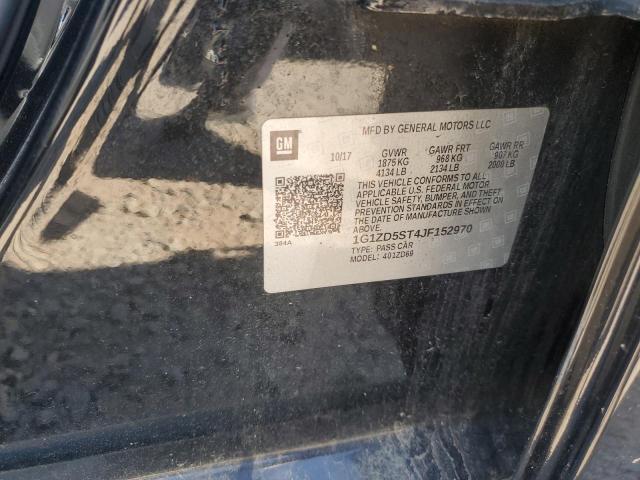 GM
MFD BY GENERAL MOTORS LLC
10/17 GVWR GAWR FRT GAWR RR
1875 KG 968 KG 907 KG
4134 LB 2134 LB 2000 LB
THIS VEHICLE CONFORMS TO ALL
APPLICABLE U.S. FEDERAL MOTOR
VEHICLE SAFETY, BUMPER, AND THEFT
PREVENTION STANDARDS IN EFFECT ON
THE DATE OF MANUFACTURE SHOWN
ABOVE.
384A
1G1ZD5ST4JF152970
TYPE: PASS CAR
MODEL: 401ZD69